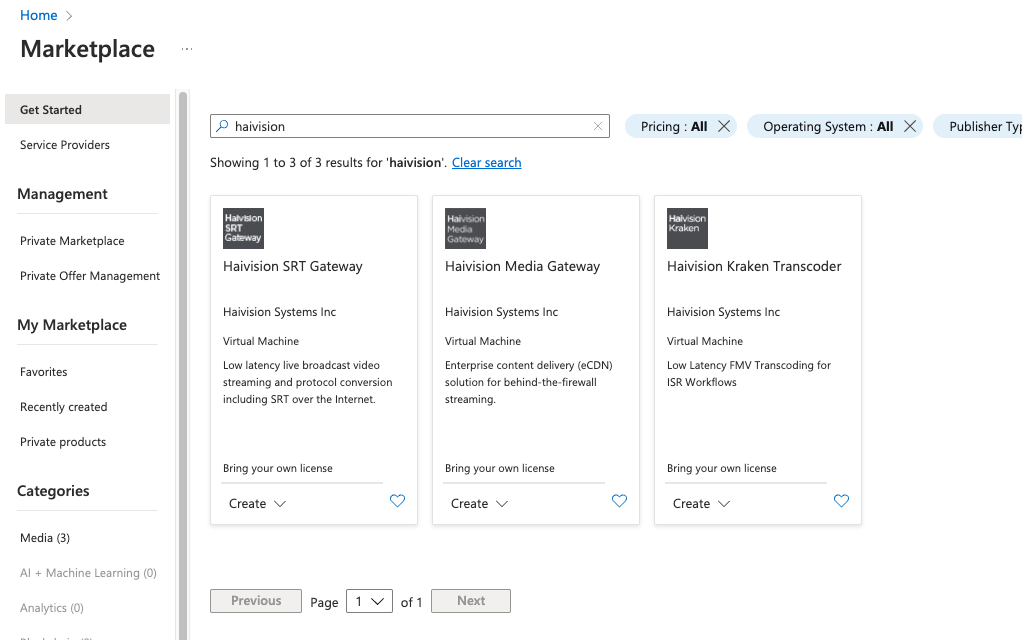 Home
Marketplace
Get Started
Service Providers
Management
Private Marketplace
Private Offer Management
My Marketplace
Favorites
Recently created
Private products
Categories
Media (3)
AI + Machine Learning (0)
Analytics (0)
haivision
Pricing : All
Operating System : All
Publisher Typ
Showing 1 to 3 of 3 results for 'haivision'. Clear search
Haivision
SRT
Gateway
Haivision SRT Gateway
Haivision Systems Inc
Virtual Machine
Low latency live broadcast video
streaming and protocol conversion
including SRT over the Internet.
Bring your own license
Create
Haivision
Media
Gateway
Haivision Media Gateway
Haivision Systems Inc
Virtual Machine
Enterprise content delivery (eCDN)
solution for behind-the-firewall
streaming.
Bring your own license
Create
Haivision
Kraken
Haivision Kraken Transcoder
Haivision Systems Inc
Virtual Machine
Low Latency FMV Transcoding for
ISR Workflows
Bring your own license
Create
Previous Page 1 of 1 Next